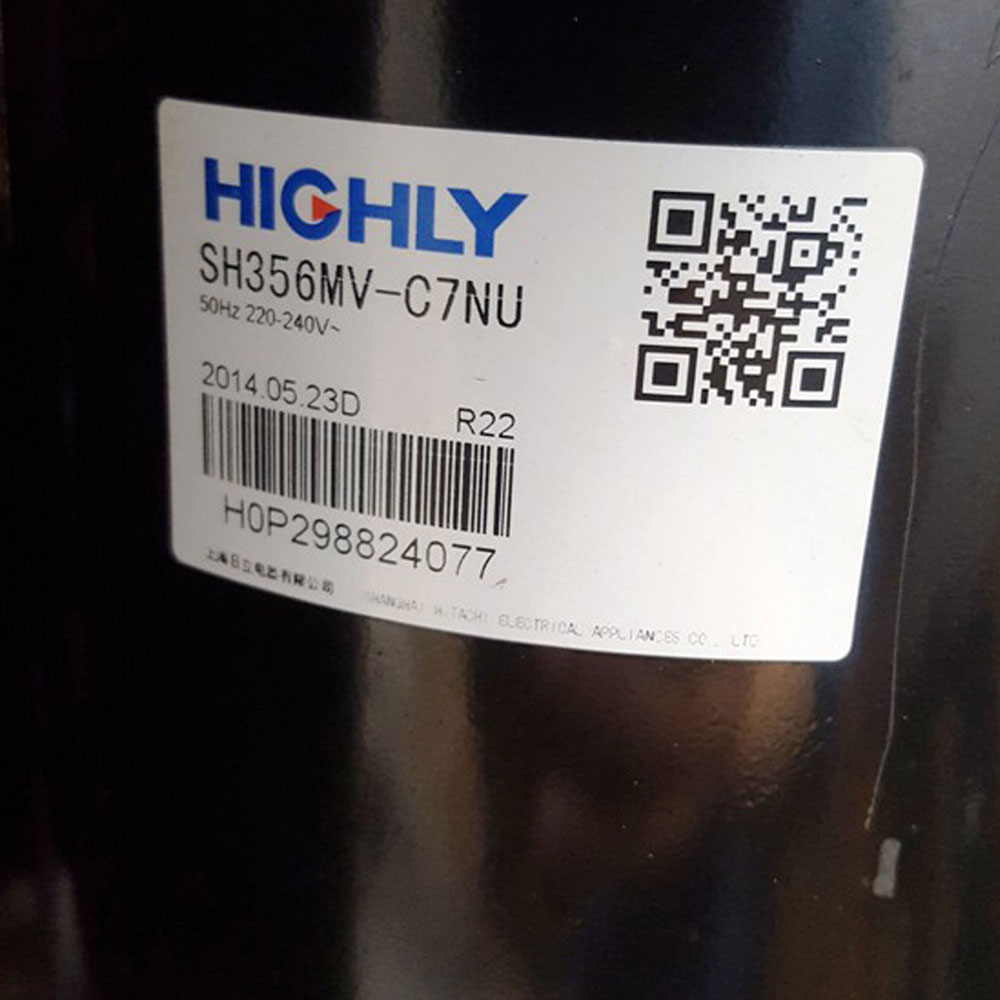 HIGHLY
SH356MV-C7NU
50Hz 220-240V~
2014.05.23D
R22
H0P298824077
上海日立电器有限公司
SHANGHAI HITACHI ELECTRICAL APPLIANCES CO., LTD